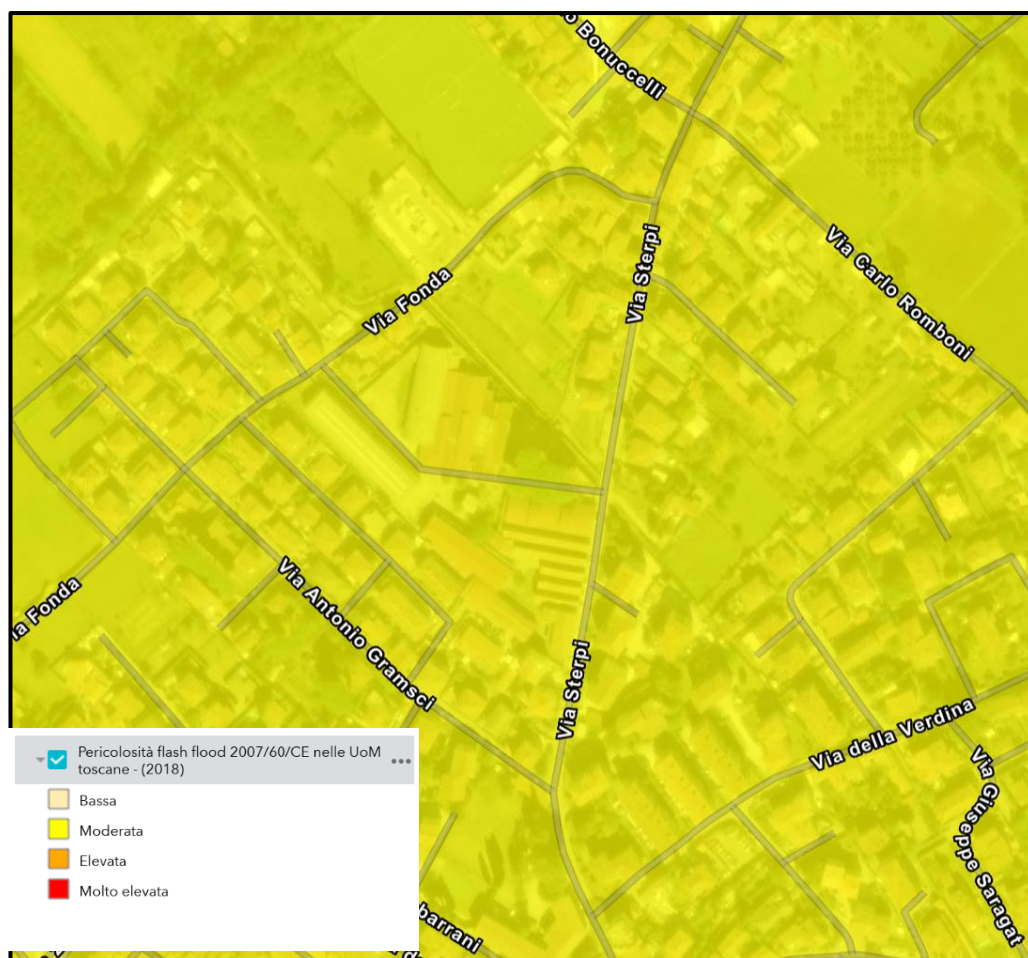 o Bonuccelli
Via Carlo Romboni
Via Sterpi
Via Fonda
Via Fonda
Via Antonio Gramsci
Via Sterpi
Via della Verdina
Via Giuseppe Saragat
Pericolosità flash flood 2007/60/CE nelle UoM
toscane - (2018)
Bassa
Moderata
Elevata
Molto elevata
barrani